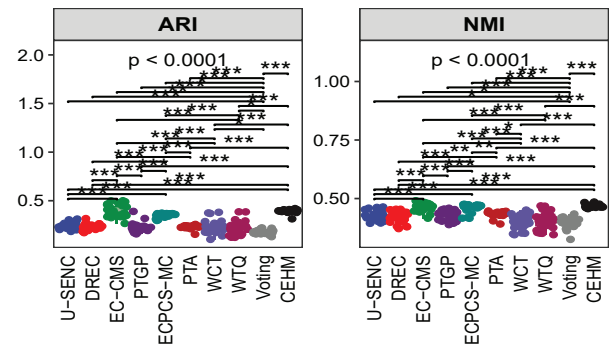 ARI
NMI
p < 0.0001
p < 0.0001
2.0
1.5
1.0
0.5
1.00
0.75
0.50
U-SENC
DREC
EC-CMS
PTGP
ECPCS-MC
PTA
WCT
WTQ
Voting
CEHM
U-SENC
DREC
EC-CMS
PTGP
ECPCS-MC
PTA
WCT
WTQ
Voting
CEHM